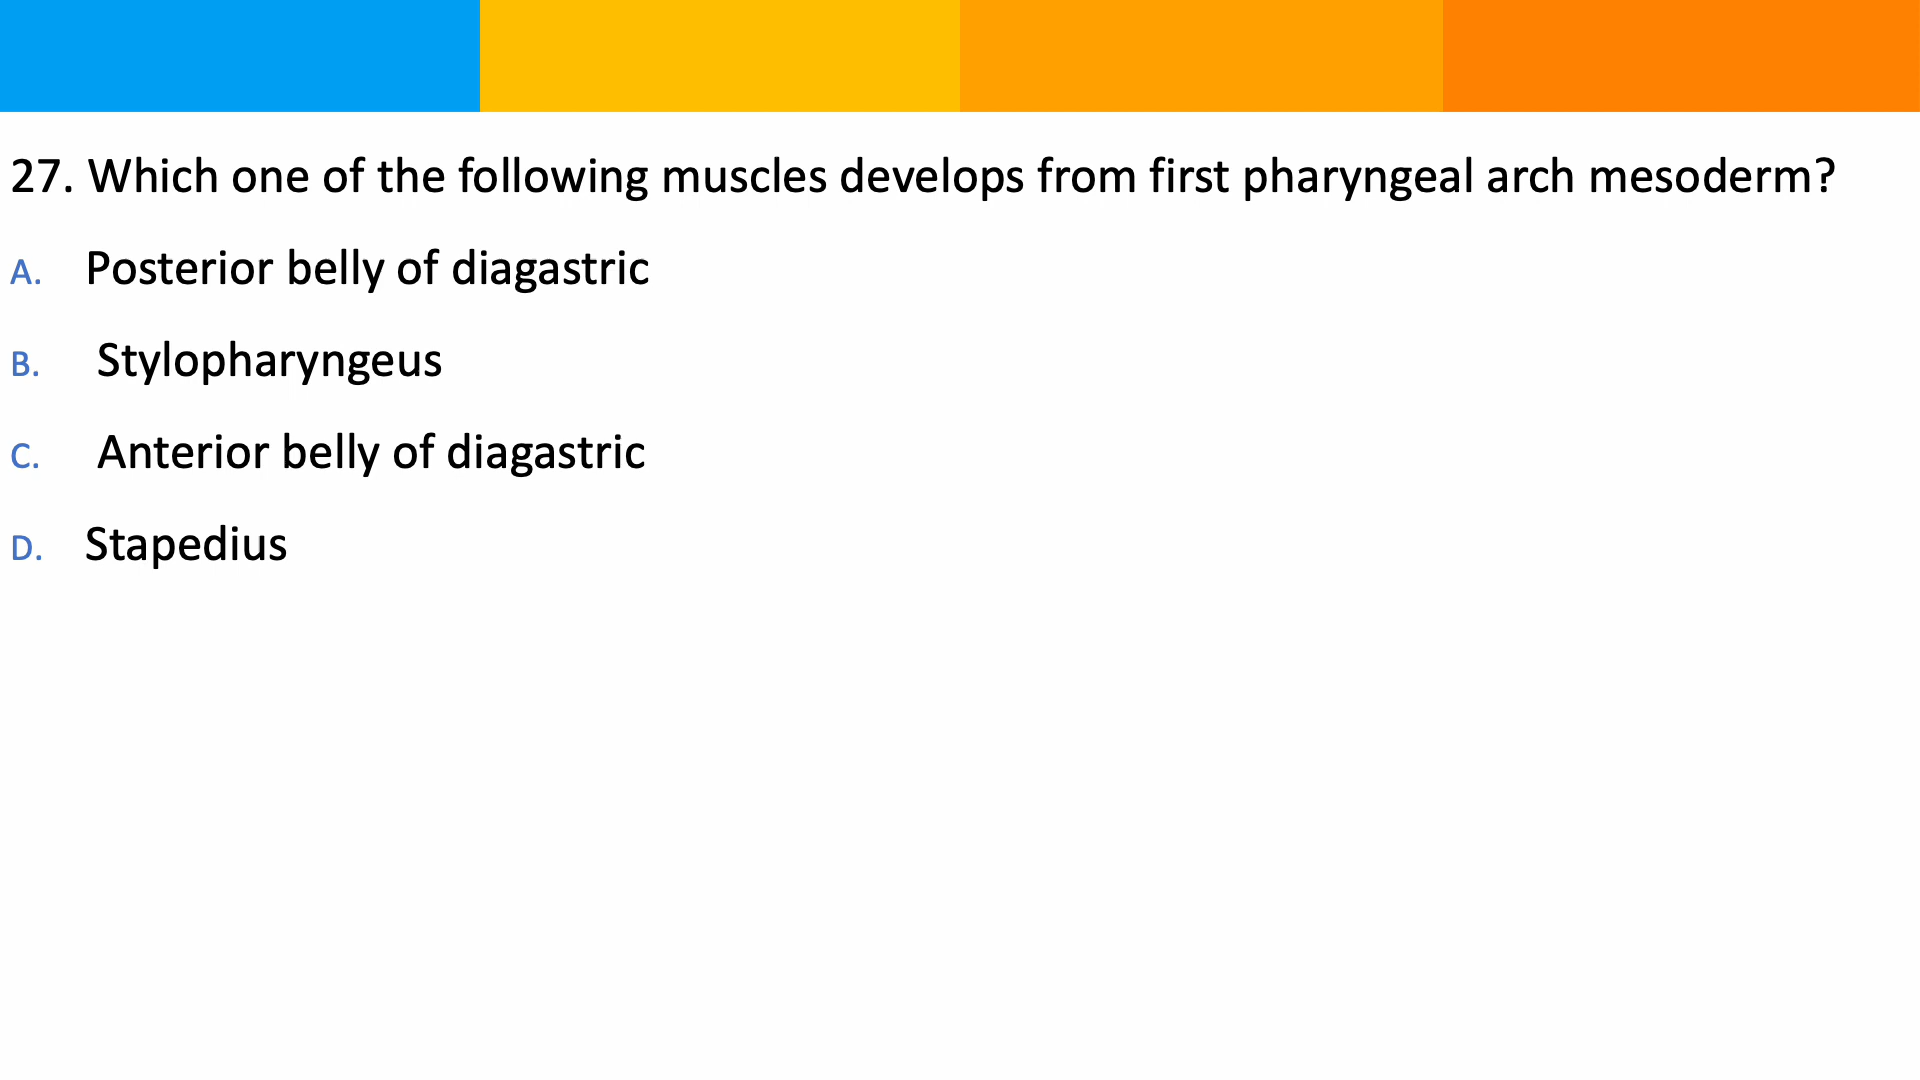 27. Which one of the following muscles develops from first pharyngeal arch mesoderm?
A. Posterior belly of diagastric
B. Stylopharyngeus
C. Anterior belly of diagastric
D. Stapedius